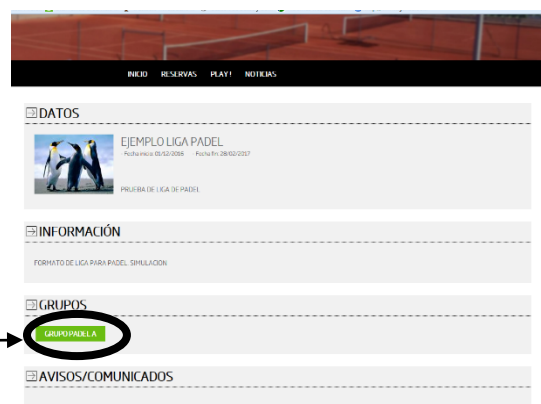 INICIO RESERVAS PLAY! NOTICIAS
DATOS
EJEMPLO LIGA PADEL
Fecha inicio: 01/12/2016 Fecha fin: 28/02/2017
PRUEBA DE LIGA DE PADEL
INFORMACIÓN
FORMATO DE LIGA PARA PADEL. SIMULACION
GRUPOS
GRUPO PADEL A
AVISOS/COMUNICADOS